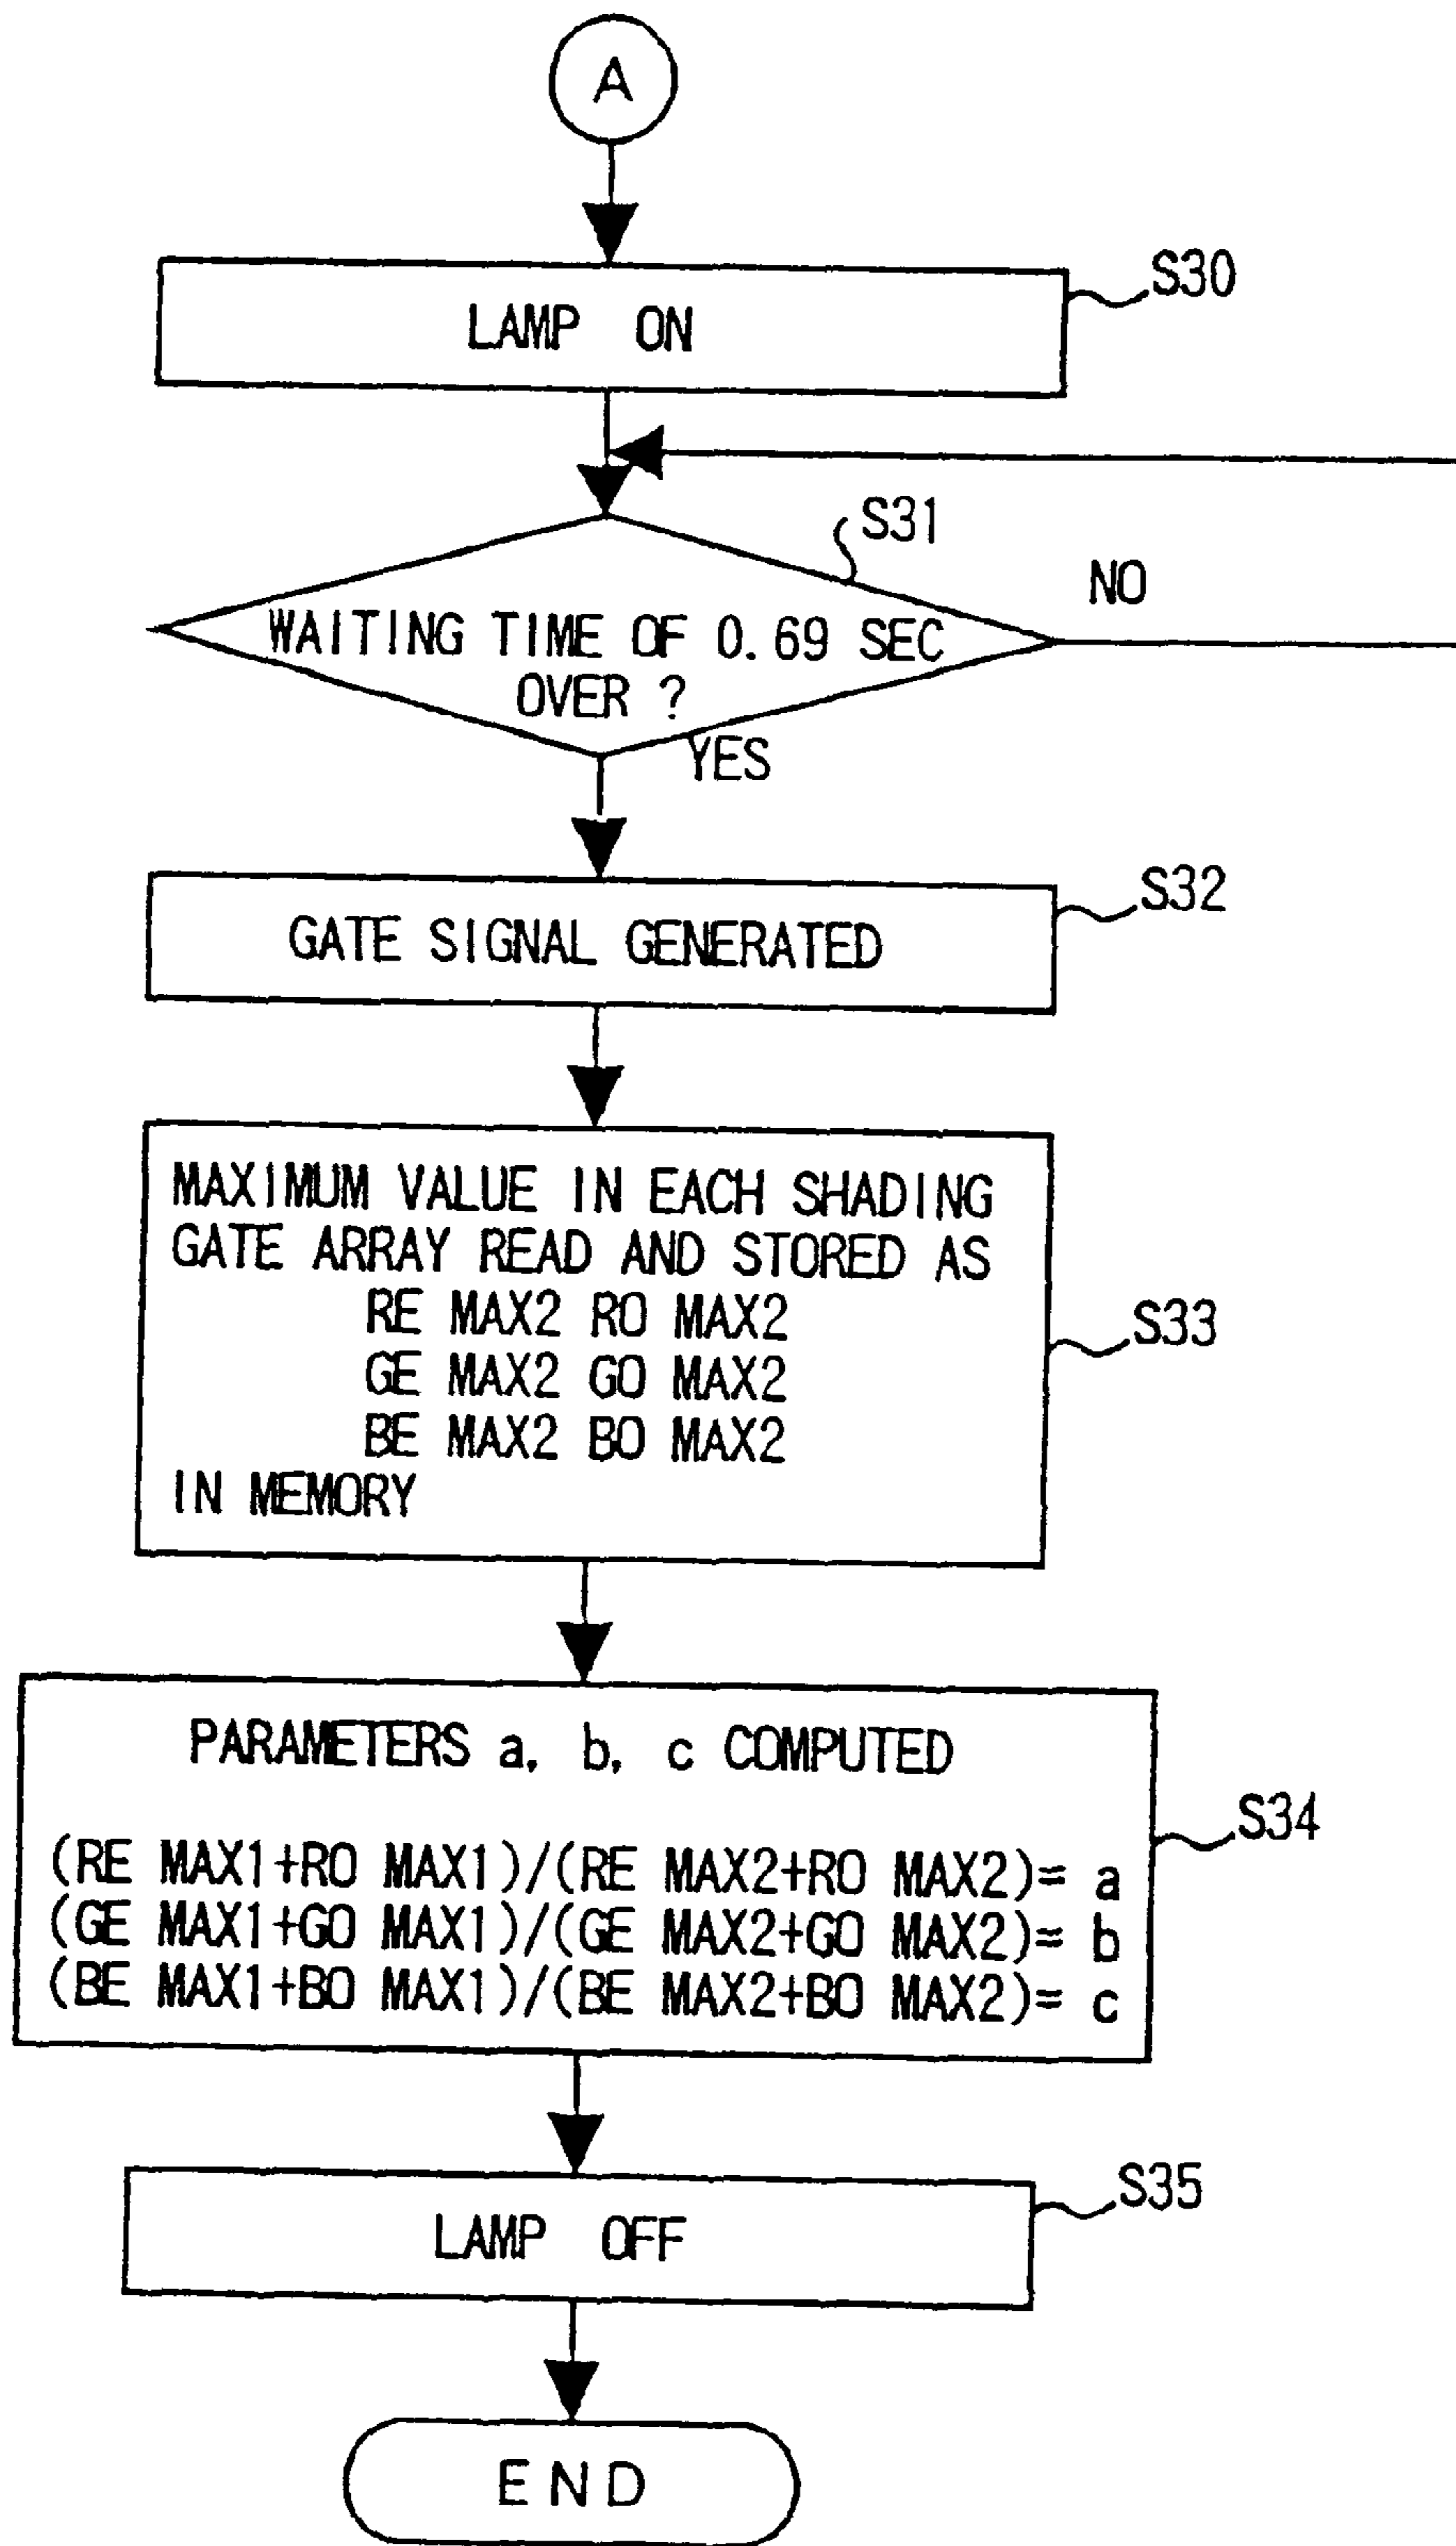 A
S30
LAMP ON
S31
NO
WAITING TIME OF 0.69 SEC
OVER ?
YES
S32
GATE SIGNAL GENERATED
MAXIMUM VALUE IN EACH SHADING
GATE ARRAY READ AND STORED AS
RE MAX2 RO MAX2
S33
GE MAX2 GO MAX2
BE MAX2 BO MAX2
IN MEMORY
PARAMETERS a, b, c COMPUTED
S34
(RE MAX1+RO MAX1)/(RE MAX2+RO MAX2)= a
(GE MAX1+GO MAX1)/(GE MAX2+GO MAX2)= b
(BE MAX1+BO MAX1)/(BE MAX2+BO MAX2)= c
S35
LAMP OFF
END